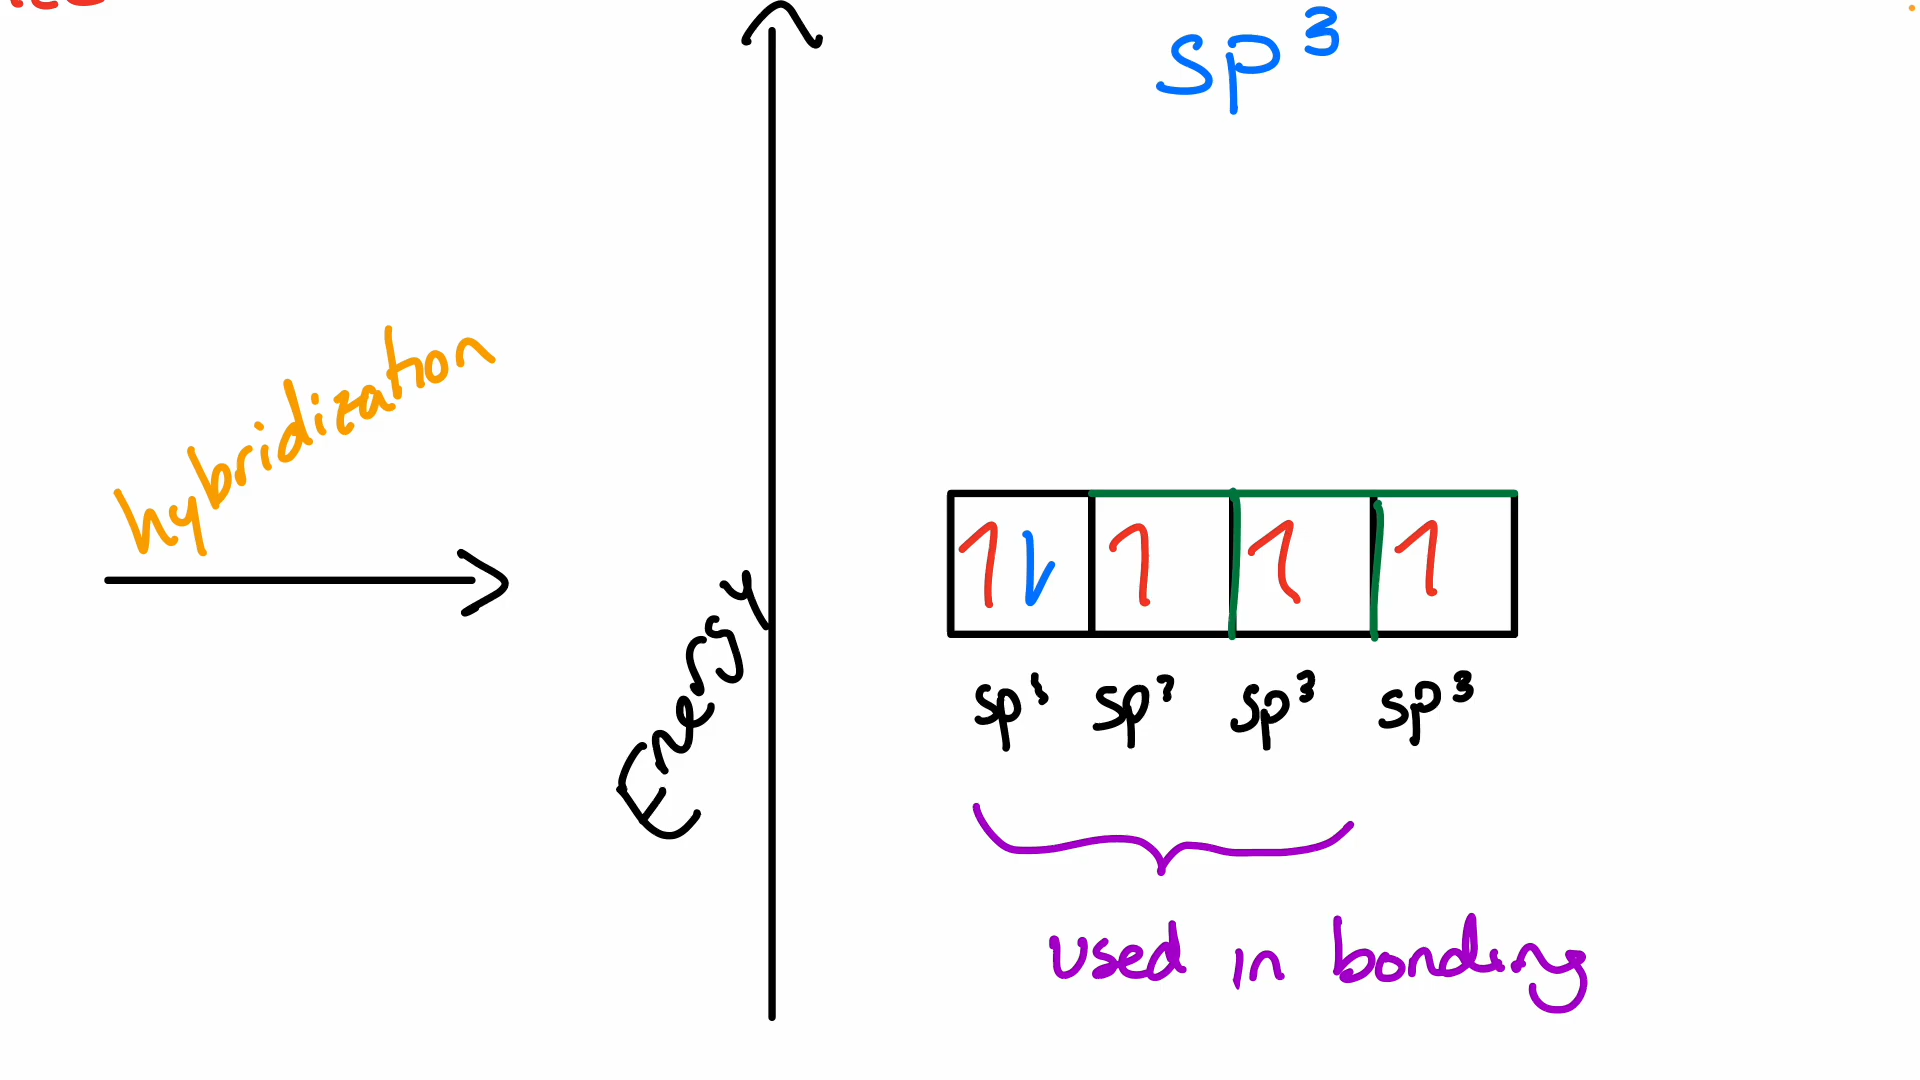 sp³
hybridization
Energy
sp³ sp³ sp³ sp³
used in bonding